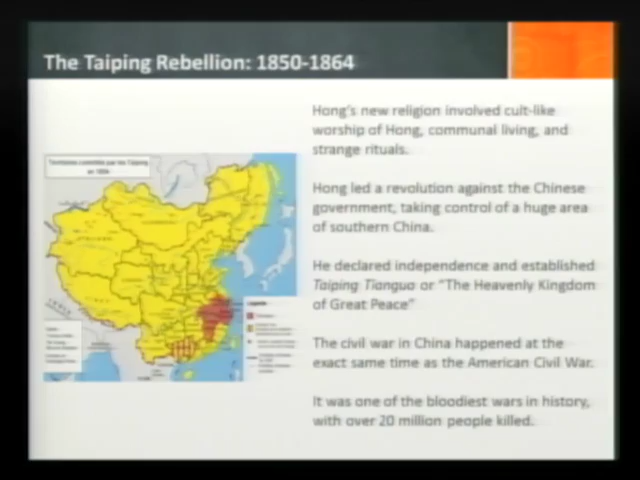 The Taiping Rebellion: 1850-1864
Hong's new religion involved cult-like
worship of Hong, communal living, and
strange rituals.
Hong led a revolution against the Chinese
government, taking control of a huge area
of southern China.
He declared independence and established
Taiping Tianguo or "The Heavenly Kingdom
of Great Peace"
The civil war in China happened at the
exact same time as the American Civil War.
It was one of the bloodiest wars in history,
with over 20 million people killed.